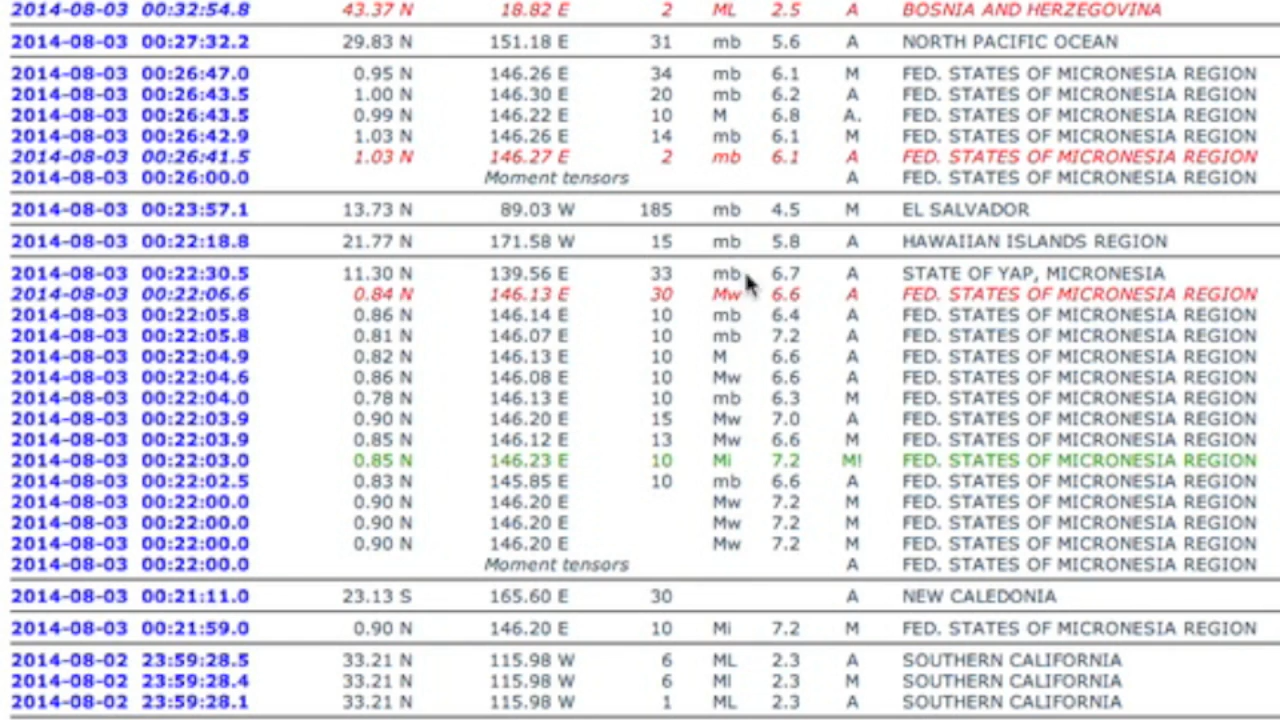 2014-08-03 00:32:54.8 43.37 N 18.82 E 2 ML 2.5 A BOSNIA AND HERZEGOVINA
2014-08-03 00:27:32.2 29.83 N 151.18 E 31 mb 5.6 A NORTH PACIFIC OCEAN
2014-08-03 00:26:47.0 0.95 N 146.26 E 34 mb 6.1 M FED. STATES OF MICRONESIA REGION
2014-08-03 00:26:43.5 1.00 N 146.30 E 20 mb 6.2 A FED. STATES OF MICRONESIA REGION
2014-08-03 00:26:43.5 0.99 N 146.22 E 10 M 6.8 A. FED. STATES OF MICRONESIA REGION
2014-08-03 00:26:42.9 1.03 N 146.26 E 14 mb 6.1 M FED. STATES OF MICRONESIA REGION
2014-08-03 00:26:41.5 1.03 N 146.27 E 2 mb 6.1 A FED. STATES OF MICRONESIA REGION
2014-08-03 00:26:00.0 Moment tensors A FED. STATES OF MICRONESIA REGION
2014-08-03 00:23:57.1 13.73 N 89.03 W 185 mb 4.5 M EL SALVADOR
2014-08-03 00:22:18.8 21.77 N 171.58 W 15 mb 5.8 A HAWAIIAN ISLANDS REGION
2014-08-03 00:22:30.5 11.30 N 139.56 E 33 mb 6.7 A STATE OF YAP, MICRONESIA
2014-08-03 00:22:06.6 0.84 N 146.13 E 30 Mw 6.6 A FED. STATES OF MICRONESIA REGION
2014-08-03 00:22:05.8 0.86 N 146.14 E 10 mb 6.4 A FED. STATES OF MICRONESIA REGION
2014-08-03 00:22:05.8 0.81 N 146.07 E 10 mb 7.2 A FED. STATES OF MICRONESIA REGION
2014-08-03 00:22:04.9 0.82 N 146.13 E 10 M 6.6 A FED. STATES OF MICRONESIA REGION
2014-08-03 00:22:04.6 0.86 N 146.08 E 10 Mw 6.6 A FED. STATES OF MICRONESIA REGION
2014-08-03 00:22:04.0 0.78 N 146.13 E 10 mb 6.3 M FED. STATES OF MICRONESIA REGION
2014-08-03 00:22:03.9 0.90 N 146.20 E 15 Mw 7.0 A FED. STATES OF MICRONESIA REGION
2014-08-03 00:22:03.9 0.85 N 146.12 E 13 Mw 6.6 M FED. STATES OF MICRONESIA REGION
2014-08-03 00:22:03.0 0.85 N 146.23 E 10 Mi 7.2 M! FED. STATES OF MICRONESIA REGION
2014-08-03 00:22:02.5 0.83 N 145.85 E 10 mb 6.6 A FED. STATES OF MICRONESIA REGION
2014-08-03 00:22:00.0 0.90 N 146.20 E Mw 7.2 M FED. STATES OF MICRONESIA REGION
2014-08-03 00:22:00.0 0.90 N 146.20 E Mw 7.2 M FED. STATES OF MICRONESIA REGION
2014-08-03 00:22:00.0 0.90 N 146.20 E Mw 7.2 M FED. STATES OF MICRONESIA REGION
2014-08-03 00:22:00.0 Moment tensors A FED. STATES OF MICRONESIA REGION
2014-08-03 00:21:11.0 23.13 S 165.60 E 30 A NEW CALEDONIA
2014-08-03 00:21:59.0 0.90 N 146.20 E 10 Mi 7.2 M FED. STATES OF MICRONESIA REGION
2014-08-02 23:59:28.5 33.21 N 115.98 W 6 ML 2.3 A SOUTHERN CALIFORNIA
2014-08-02 23:59:28.4 33.21 N 115.98 W 6 Ml 2.3 M SOUTHERN CALIFORNIA
2014-08-02 23:59:28.1 33.21 N 115.98 W 1 ML 2.3 A SOUTHERN CALIFORNIA